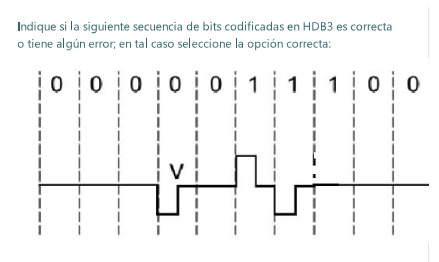 Indique si la siguiente secuencia de bits codificadas en HDB3 es correcta
o tiene algún error; en tal caso seleccione la opción correcta:
0 0 0 0 0 1 1 1 0 0
V